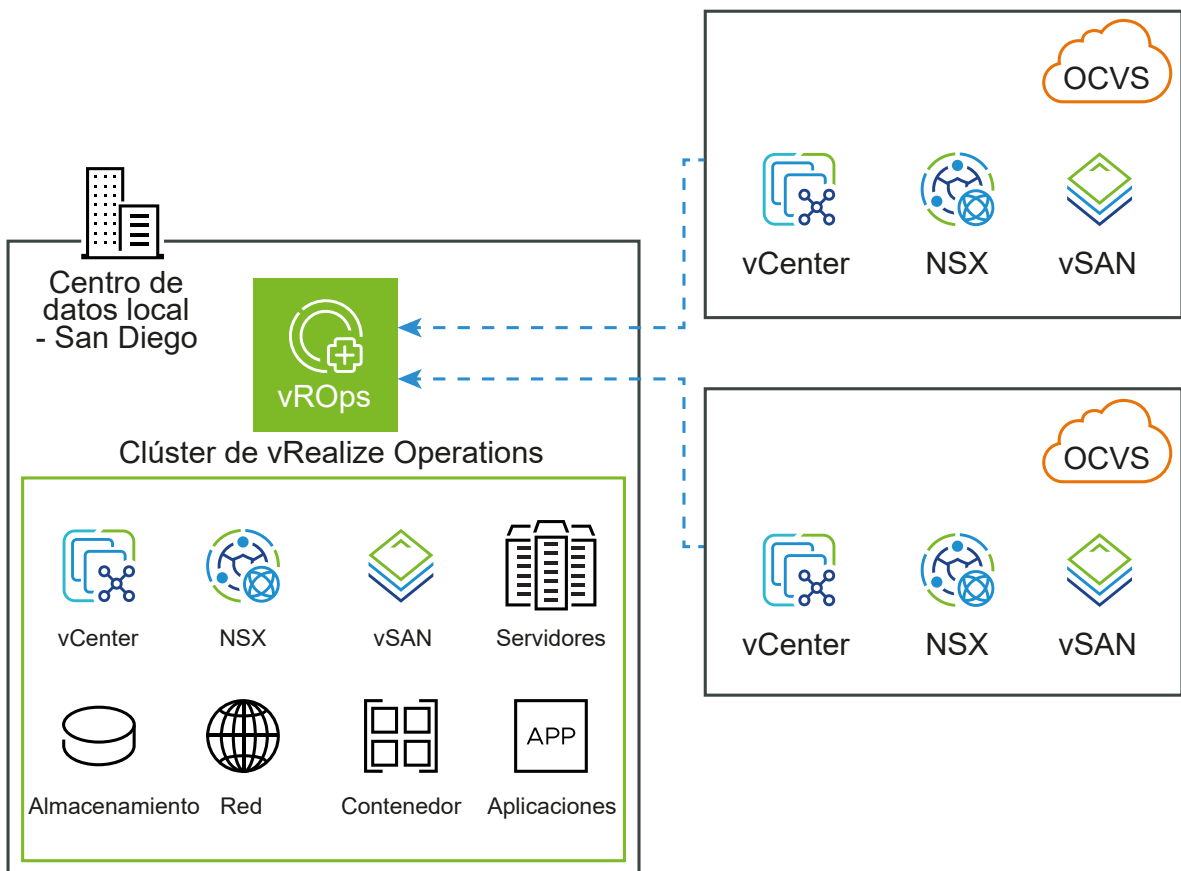 OCVS
vCenter
NSX
vSAN
Centro de
datos local
- San Diego
vROps
Clúster de vRealize Operations
OCVS
vCenter
NSX
vSAN
vCenter
NSX
vSAN
Servidores
APP
Almacenamiento
Red
Contenedor
Aplicaciones